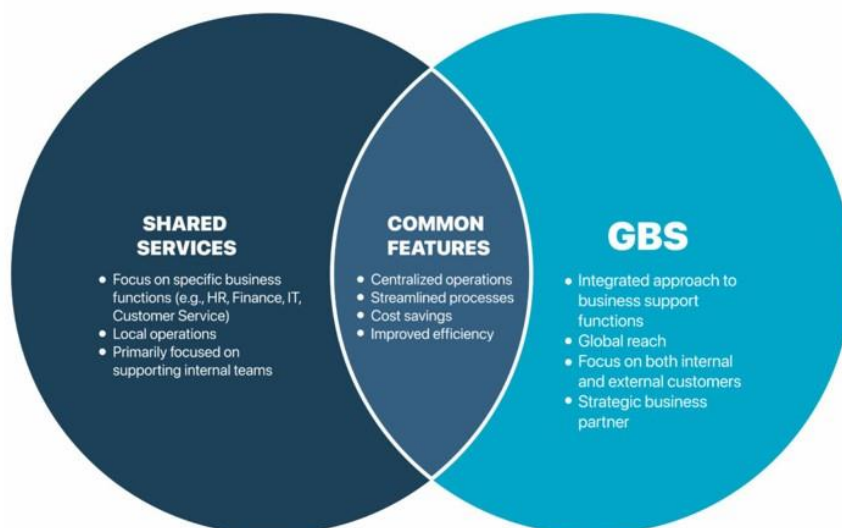 SHARED
SERVICES
• Focus on specific business
functions (e.g., HR, Finance, IT,
Customer Service)
• Local operations
• Primarily focused on
supporting internal teams
COMMON
FEATURES
• Centralized operations
• Streamlined processes
• Cost savings
• Improved efficiency
GBS
• Integrated approach to
business support
functions
• Global reach
• Focus on both internal
and external customers
• Strategic business
partner